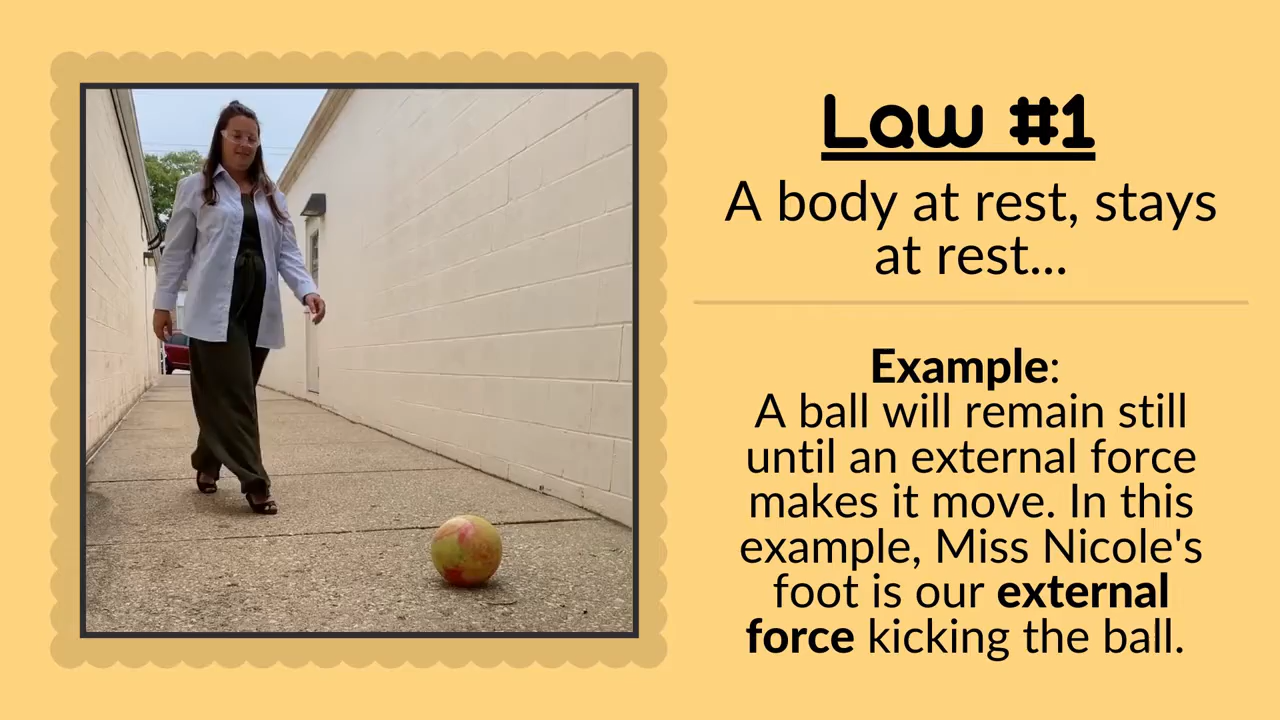 Law #1
A body at rest, stays
at rest...
Example:
A ball will remain still
until an external force
makes it move. In this
example, Miss Nicole's
foot is our external
force kicking the ball.